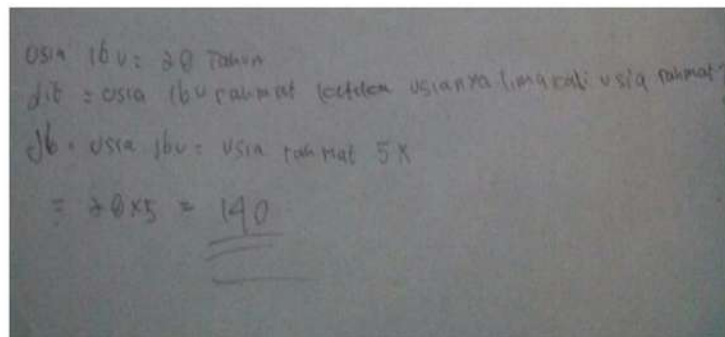 Usia ibu = 28 Tahun
dit = usia ibu rahmat ketika usianya lima kali usia rahmat?
Jb = usia ibu = usia rahmat 5x
= 28x5 = 140